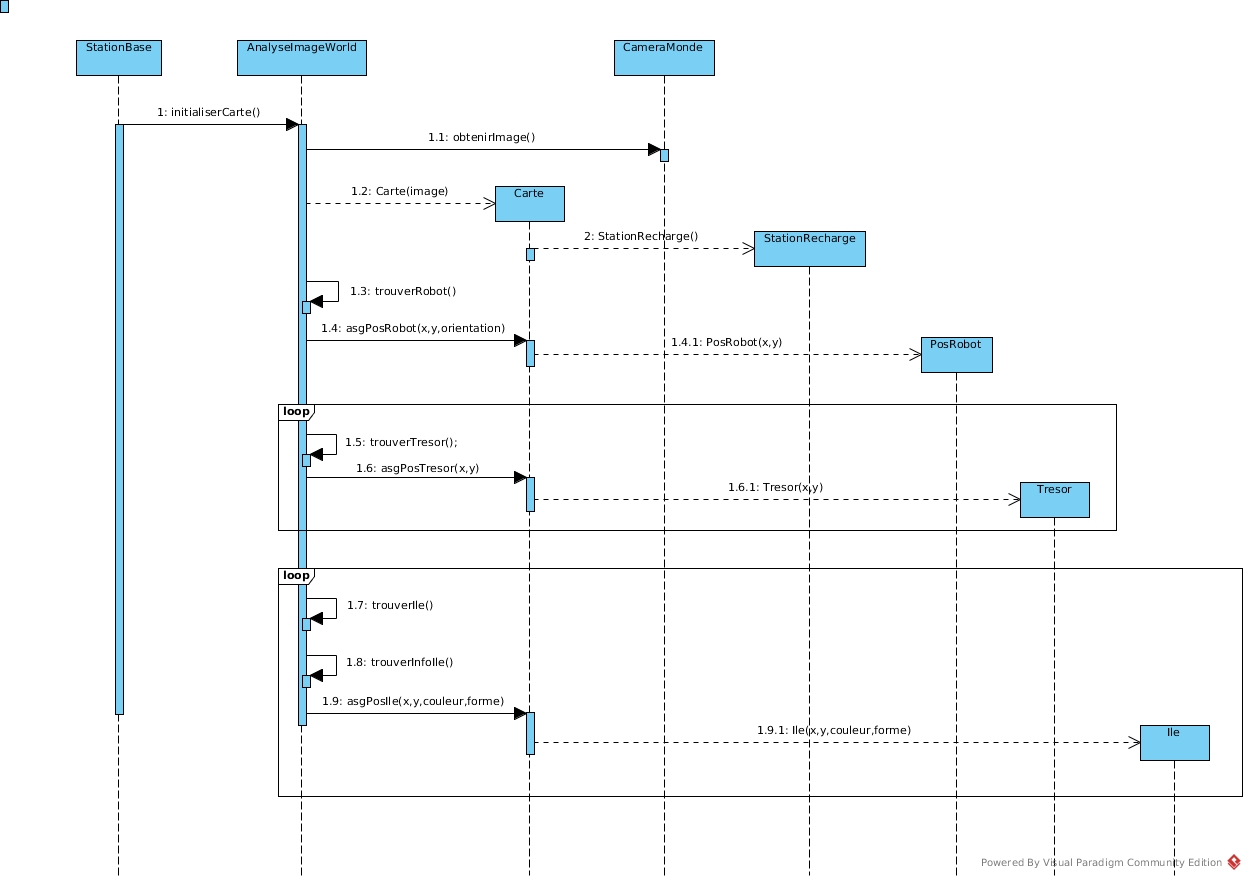 StationBase
AnalyseImageWorld
CameraMonde
1: initialiserCarte()
1.1: obtenirImage()
1.2: Carte(image)
Carte
2: StationRecharge()
StationRecharge
1.3: trouverRobot()
1.4: asgPosRobot(x,y,orientation)
1.4.1: PosRobot(x,y)
PosRobot
loop
1.5: trouverTresor();
1.6: asgPosTresor(x,y)
1.6.1: Tresor(x,y)
Tresor
loop
1.7: trouverIle()
1.8: trouverInfoIle()
1.9: asgPosIle(x,y,couleur,forme)
1.9.1: Ile(x,y,couleur,forme)
Ile
Powered By Visual Paradigm Community Edition